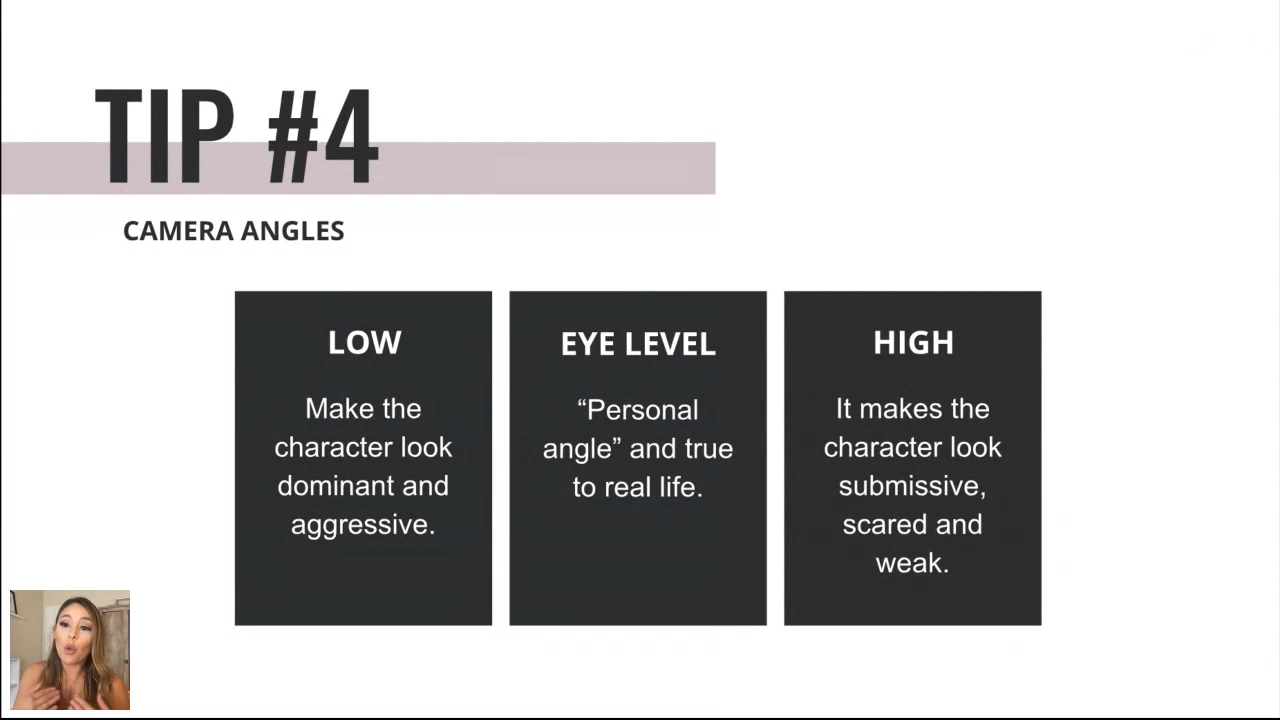 TIP #4
CAMERA ANGLES
LOW
Make the
character look
dominant and
aggressive.
EYE LEVEL
“Personal
angle” and true
to real life.
HIGH
It makes the
character look
submissive,
scared and
weak.